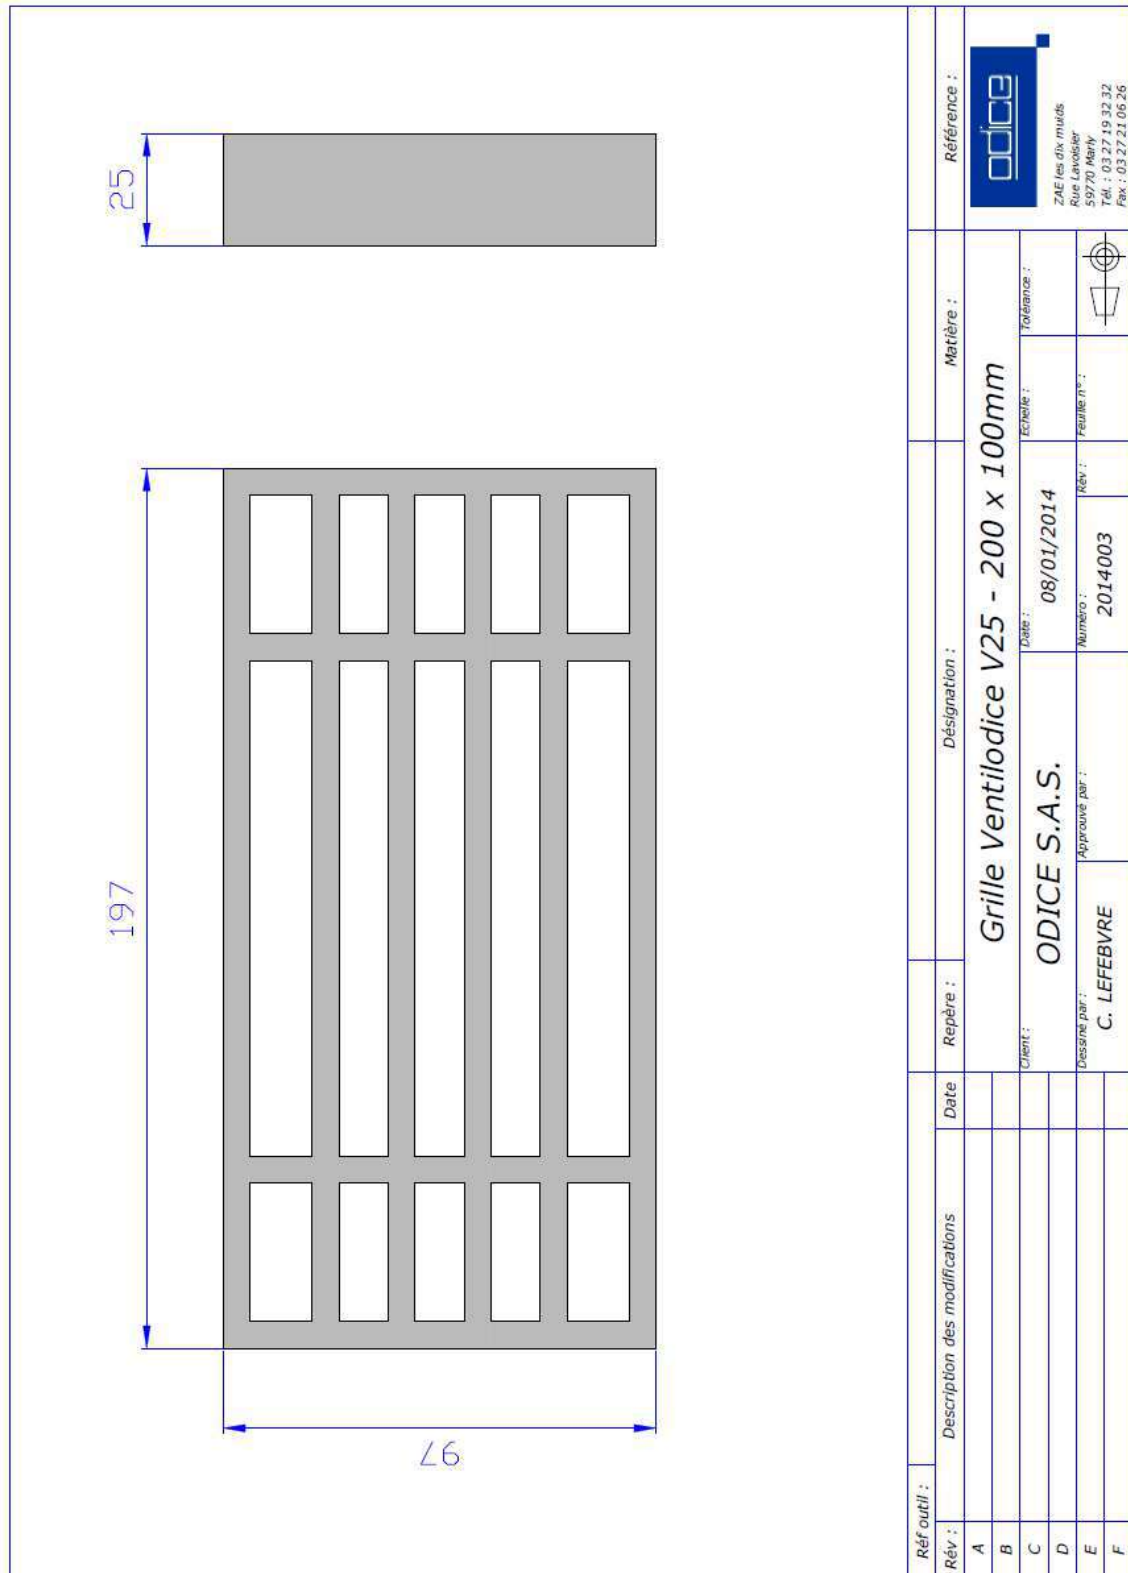 197
25
97
Réf outil :
Rév :
Description des modifications
Date
Repère :
Désignation :
Matière :
Référence :
A
B
C
D
E
F
Grille Ventilodice V25 - 200 x 100mm
Client :
ODICE S.A.S.
Date :
08/01/2014
Echelle :
Tolérance :
Dessiné par :
C. LEFEBVRE
Approuvé par :
Numéro :
2014003
Rév :
Feuille n° :
odice
ZAE les dix muids
Rue Lavoisier
59770 Marly
Tél. : 03 27 19 32 32
Fax : 03 27 21 06 26